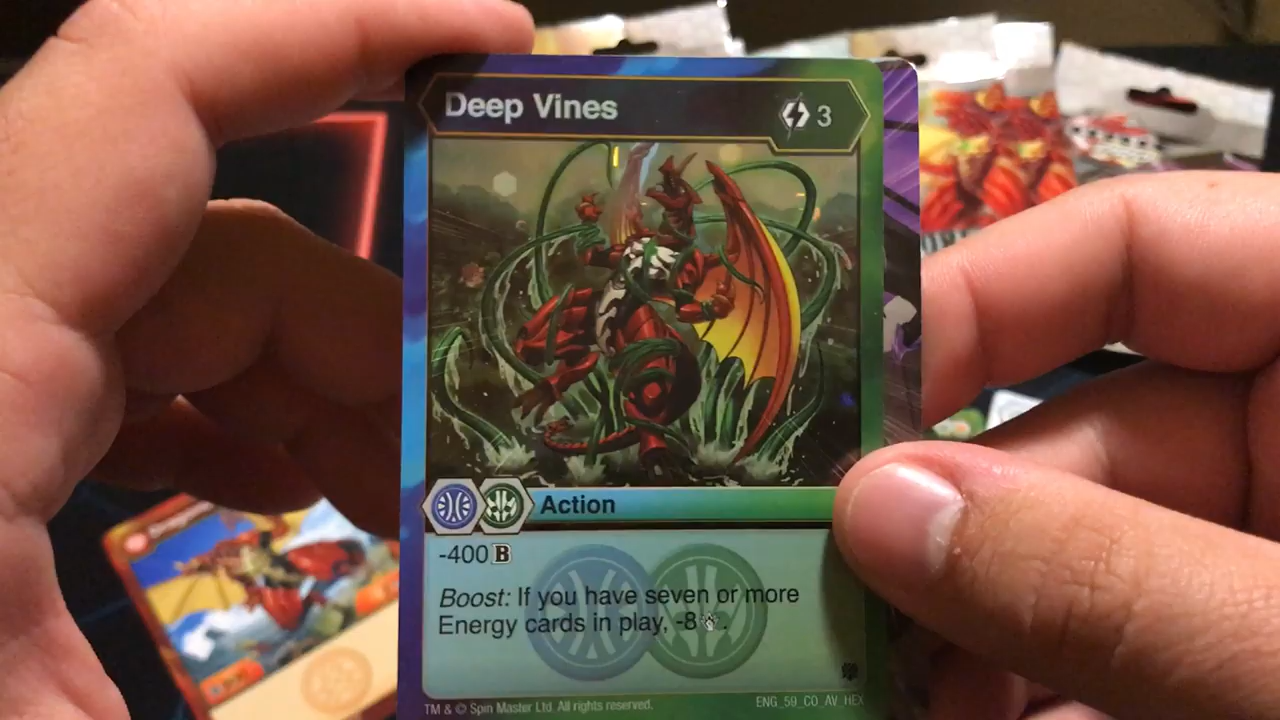 Deep Vines
3
Action
-400 B
Boost: If you have seven or more
Energy cards in play, -8 .
TM & © Spin Master Ltd. All rights reserved.
ENG_59_CO_AV_HEX